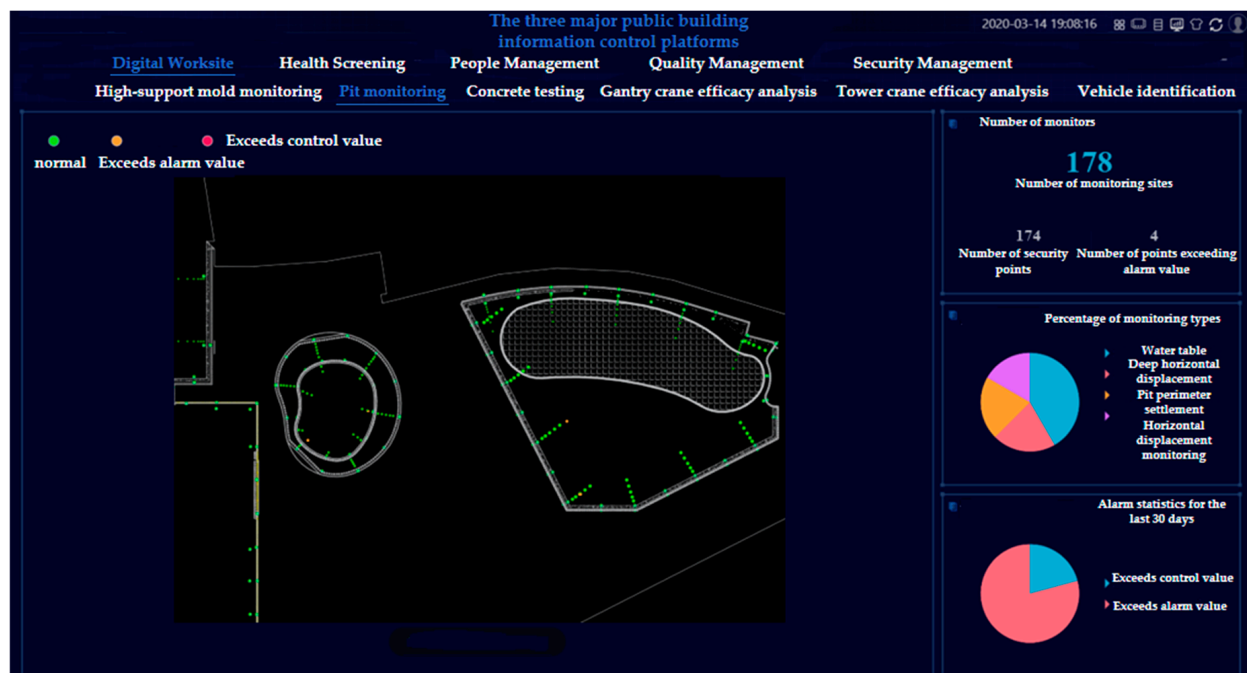 The three major public building
information control platforms
2020-03-14 19:08:16
Digital Worksite Health Screening People Management Quality Management Security Management
High-support mold monitoring Pit monitoring Concrete testing Gantry crane efficacy analysis Tower crane efficacy analysis Vehicle identification
Exceeds control value
normal Exceeds alarm value
Number of monitors
178
Number of monitoring sites
174 4
Number of security Number of points exceeding
points alarm value
Percentage of monitoring types
Water table
Deep horizontal
displacement
Pit perimeter
settlement
Horizontal
displacement
monitoring
Alarm statistics for the
last 30 days
Exceeds control value
Exceeds alarm value